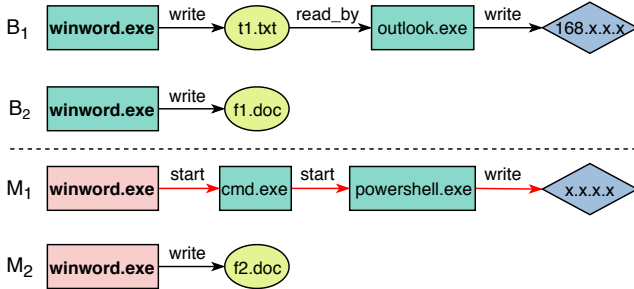 write read_by write
B1 winword.exe t1.txt outlook.exe 168.x.x.x
write
B2 winword.exe f1.doc
start start write
M1 winword.exe cmd.exe powershell.exe x.x.x.x
write
M2 winword.exe f2.doc